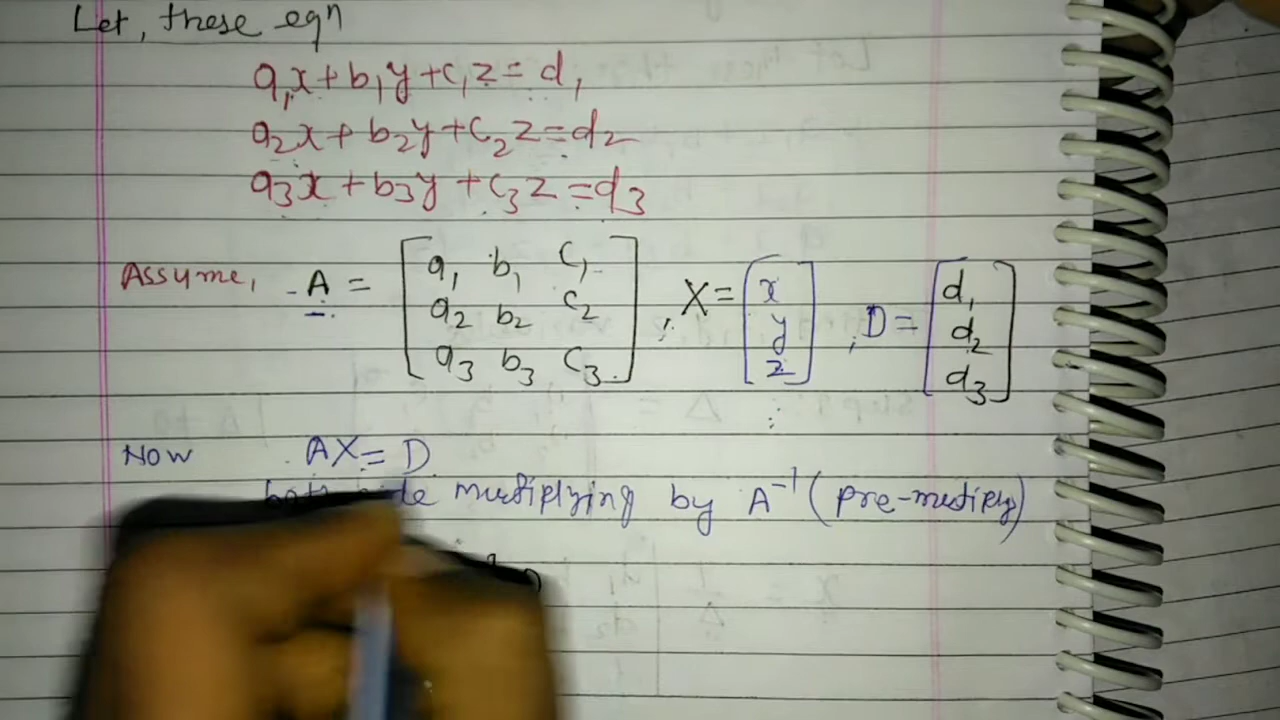 Let, these eqn
a₁x + b₁y + c₁z = d₁
a₂x + b₂y + c₂z = d₂
a₃x + b₃y + c₃z = d₃
Assume, A = [a₁ b₁ c₁; a₂ b₂ c₂; a₃ b₃ c₃], X = [x; y; z], D = [d₁; d₂; d₃]
Now AX = D
multiplying by A⁻¹ (pre-multiply)